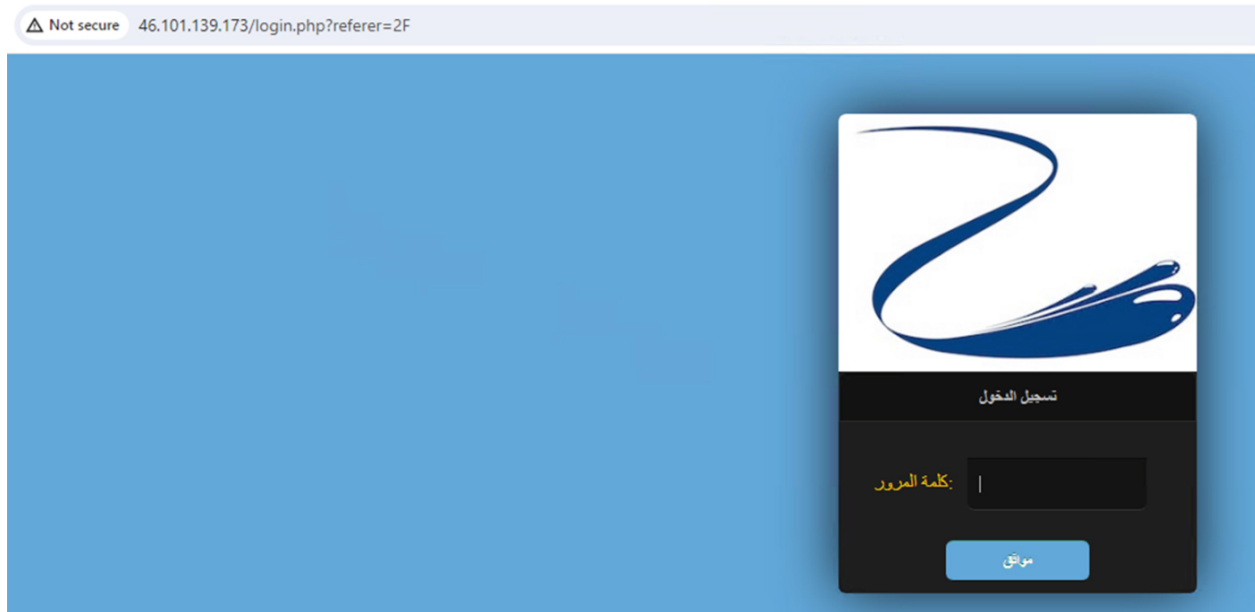 Not secure 46.101.139.173/login.php?referer=2F
تسجيل الدخول
كلمة المرور:
موافق